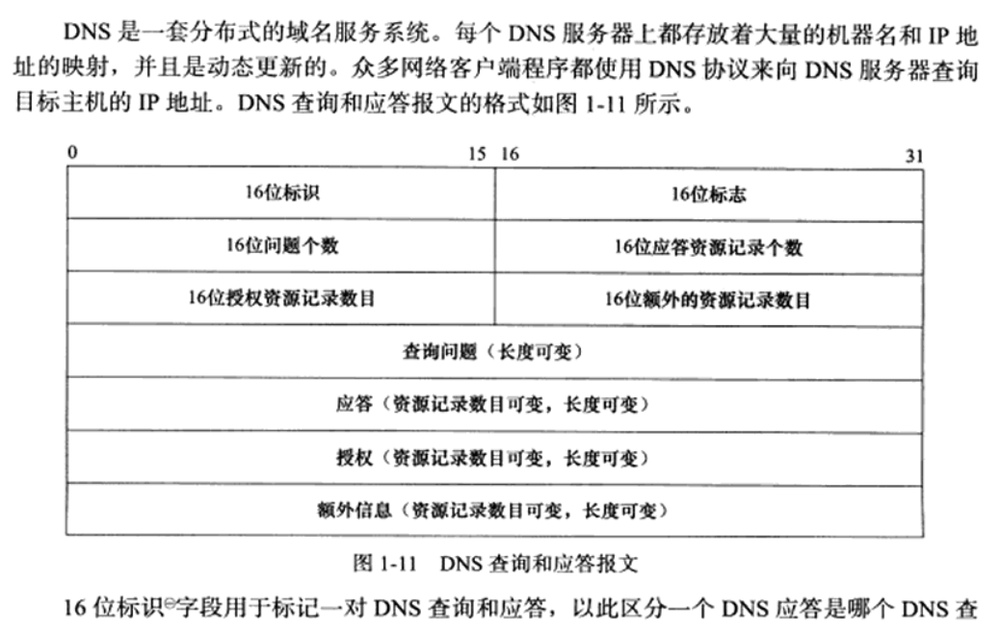 DNS 是一套分布式的域名服务系统。每个 DNS 服务器上都存放着大量的机器名和 IP 地
址的映射，并且是动态更新的。众多网络客户端程序都使用 DNS 协议来向 DNS 服务器查询
目标主机的 IP 地址。DNS 查询和应答报文的格式如图 1-11 所示。
0 15 16 31
16位标识 16位标志
16位问题个数 16位应答资源记录个数
16位授权资源记录数目 16位额外的资源记录数目
查询问题（长度可变）
应答（资源记录数目可变，长度可变）
授权（资源记录数目可变，长度可变）
额外信息（资源记录数目可变，长度可变）
图 1-11 DNS 查询和应答报文
16 位标识㊀字段用于标记一对 DNS 查询和应答，以此区分一个 DNS 应答是哪个 DNS 查